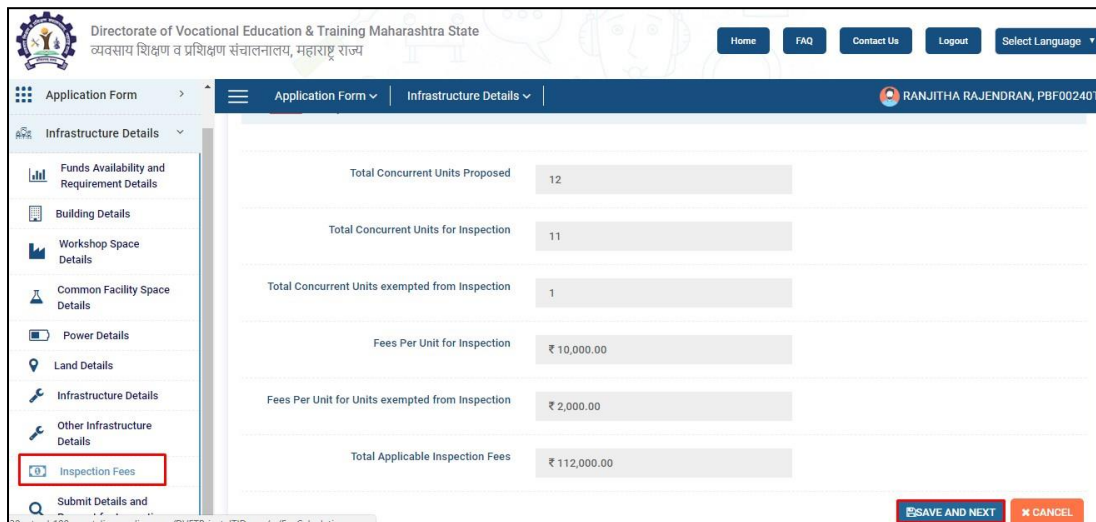 Directorate of Vocational Education & Training Maharashtra State
व्यवसाय शिक्षण व प्रशिक्षण संचालनालय, महाराष्ट्र राज्य
Home
FAQ
Contact Us
Logout
Select Language
Application Form
Infrastructure Details
Funds Availability and
Requirement Details
Building Details
Workshop Space
Details
Common Facility Space
Details
Power Details
Land Details
Infrastructure Details
Other Infrastructure
Details
Inspection Fees
Submit Details and
Application Form
Infrastructure Details
RANJITHA RAJENDRAN, PBF00240
Total Concurrent Units Proposed
12
Total Concurrent Units for Inspection
11
Total Concurrent Units exempted from Inspection
1
Fees Per Unit for Inspection
₹ 10,000.00
Fees Per Unit for Units exempted from Inspection
₹ 2,000.00
Total Applicable Inspection Fees
₹ 112,000.00
SAVE AND NEXT
CANCEL